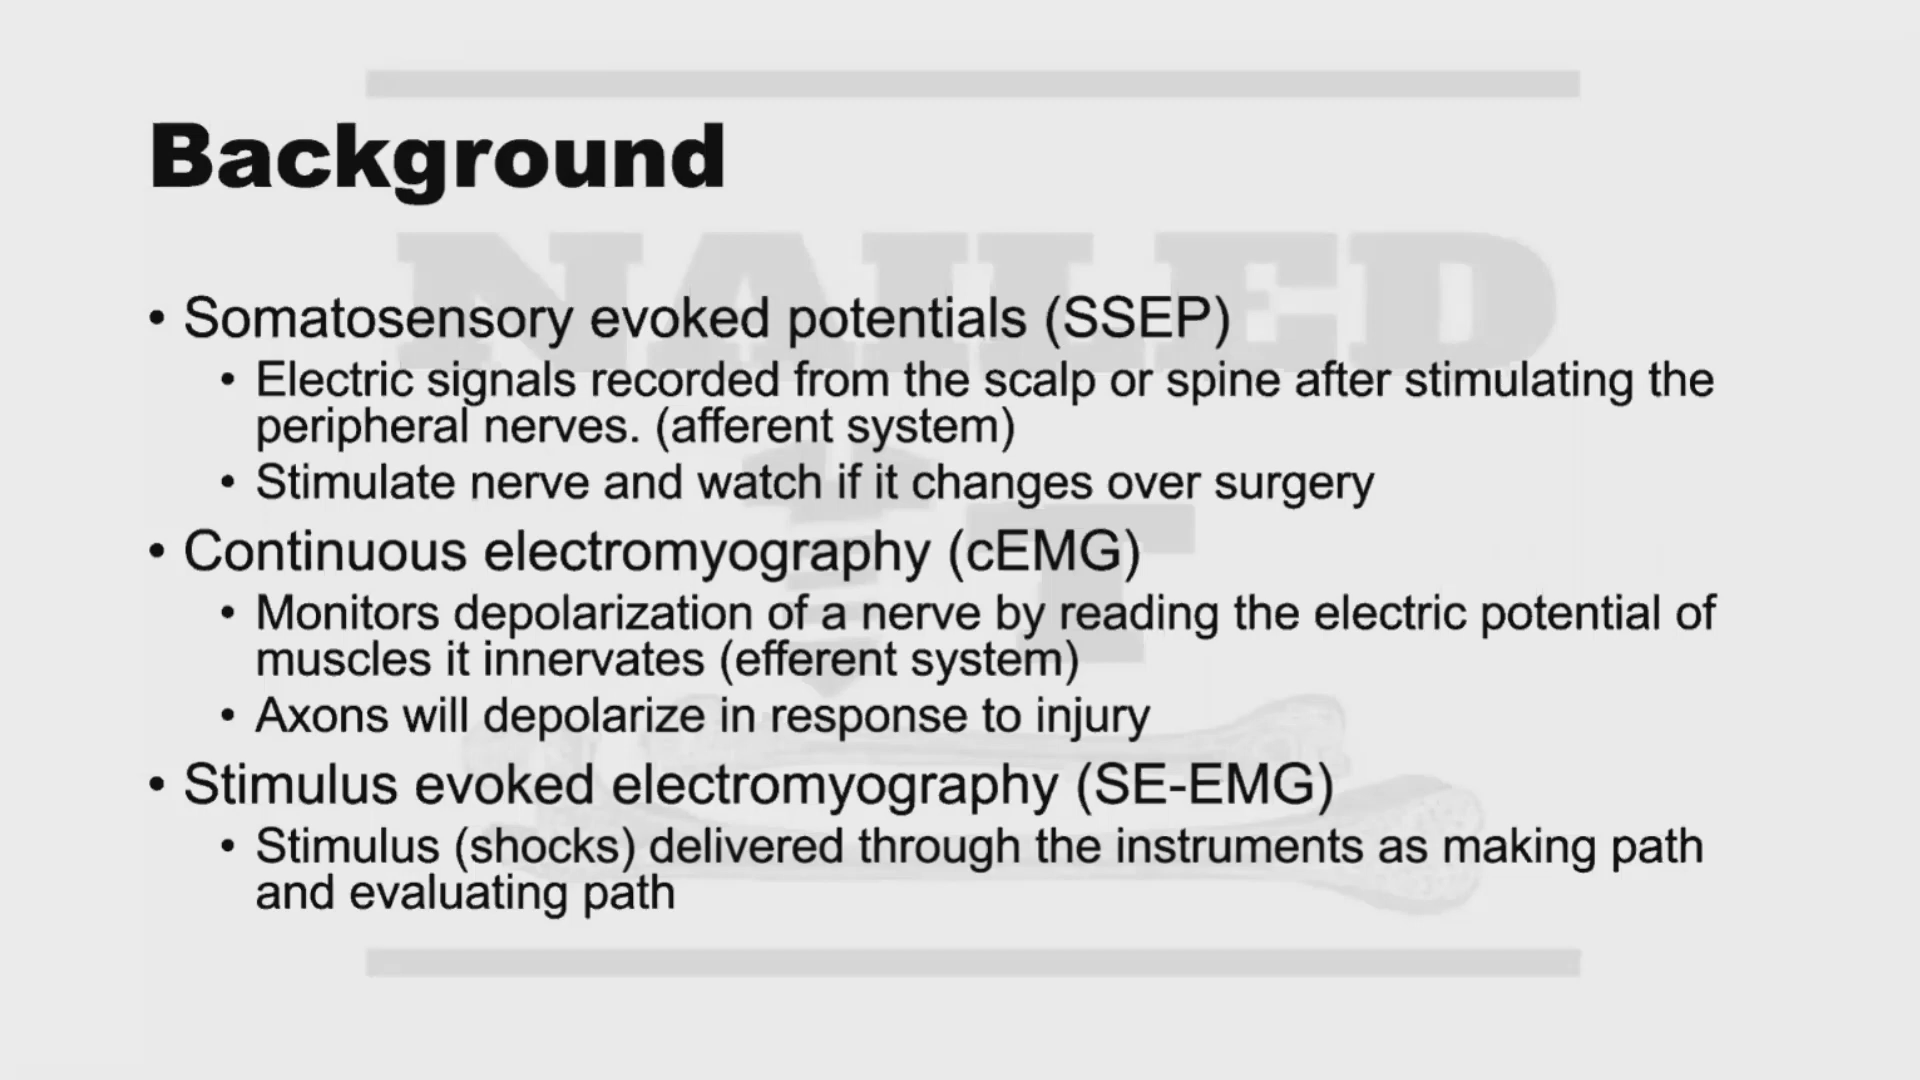 Background
NAILED
IT
• Somatosensory evoked potentials (SSEP)
• Electric signals recorded from the scalp or spine after stimulating the
peripheral nerves. (afferent system)
• Stimulate nerve and watch if it changes over surgery
• Continuous electromyography (cEMG)
• Monitors depolarization of a nerve by reading the electric potential of
muscles it innervates (efferent system)
• Axons will depolarize in response to injury
• Stimulus evoked electromyography (SE-EMG)
• Stimulus (shocks) delivered through the instruments as making path
and evaluating path